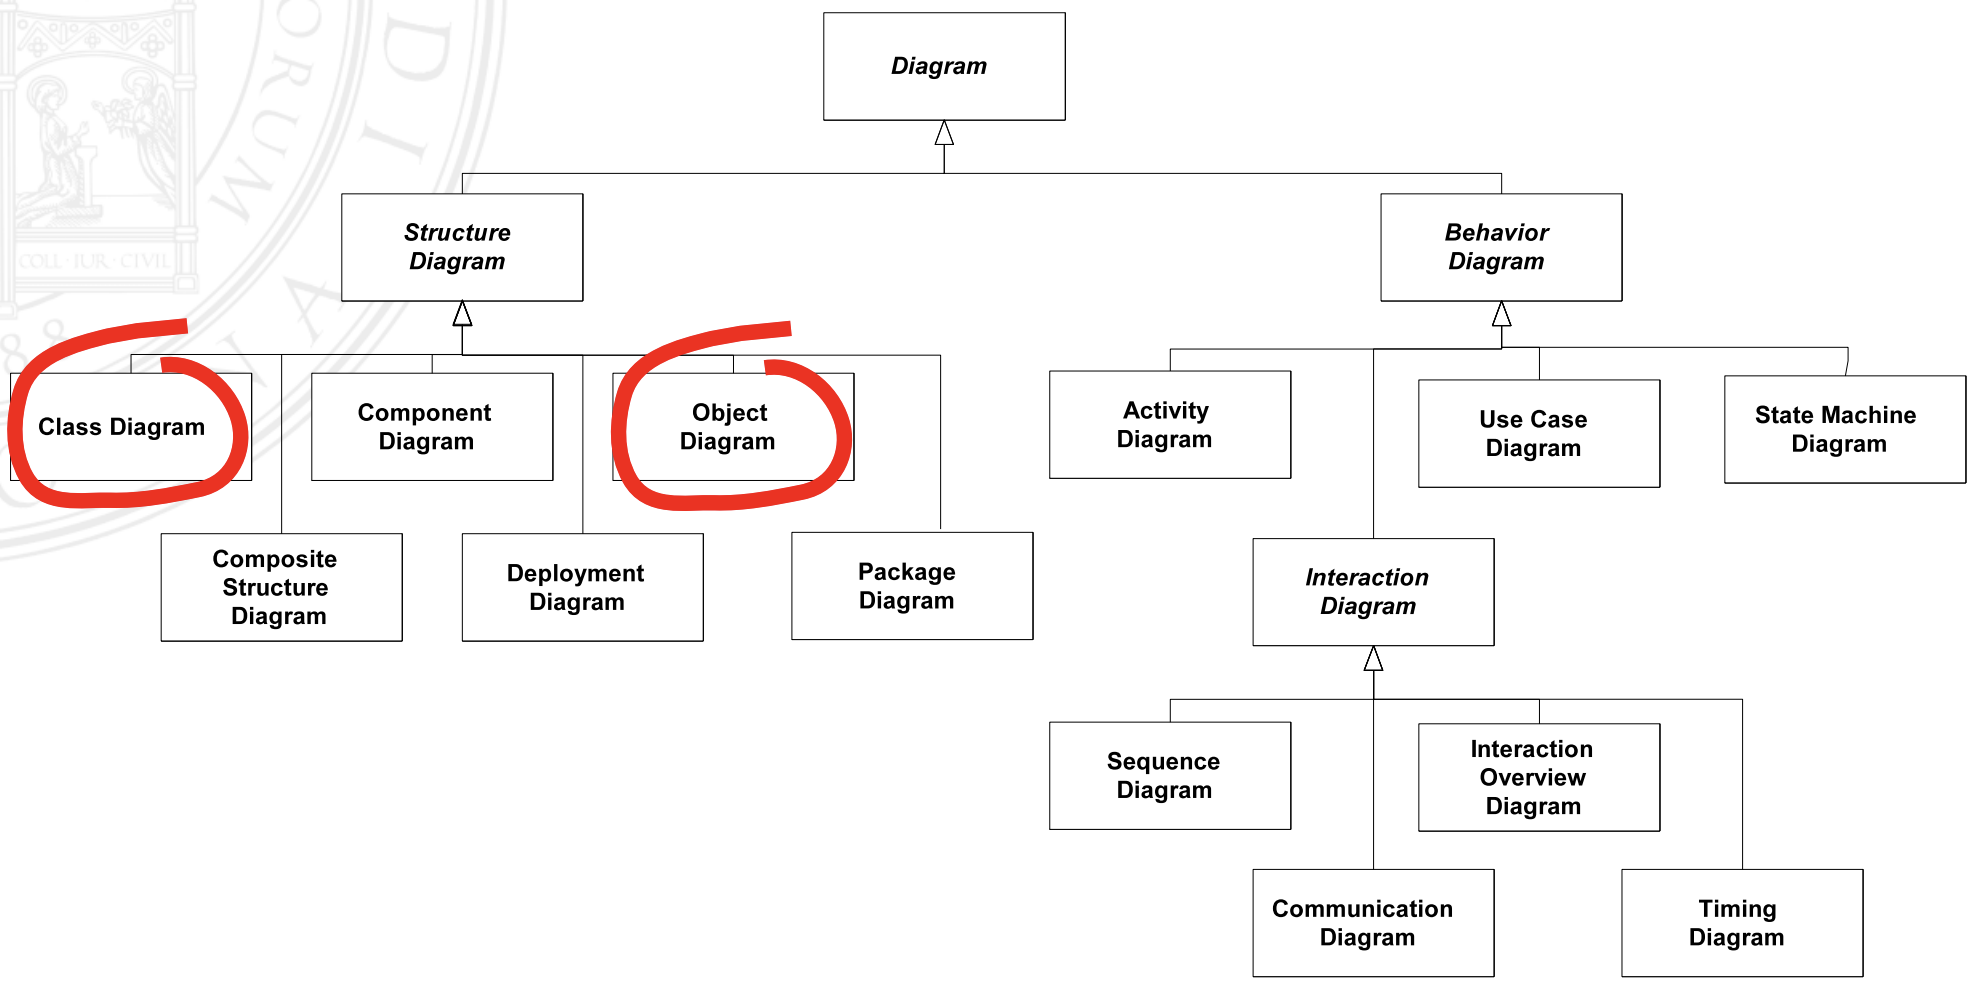 Diagram
Structure
Diagram
Behavior
Diagram
Class Diagram
Component
Diagram
Object
Diagram
Activity
Diagram
Use Case
Diagram
State Machine
Diagram
Composite
Structure
Diagram
Deployment
Diagram
Package
Diagram
Interaction
Diagram
Sequence
Diagram
Interaction
Overview
Diagram
Communication
Diagram
Timing
Diagram
COLL·IUR·CIVIL
ORUM
DI